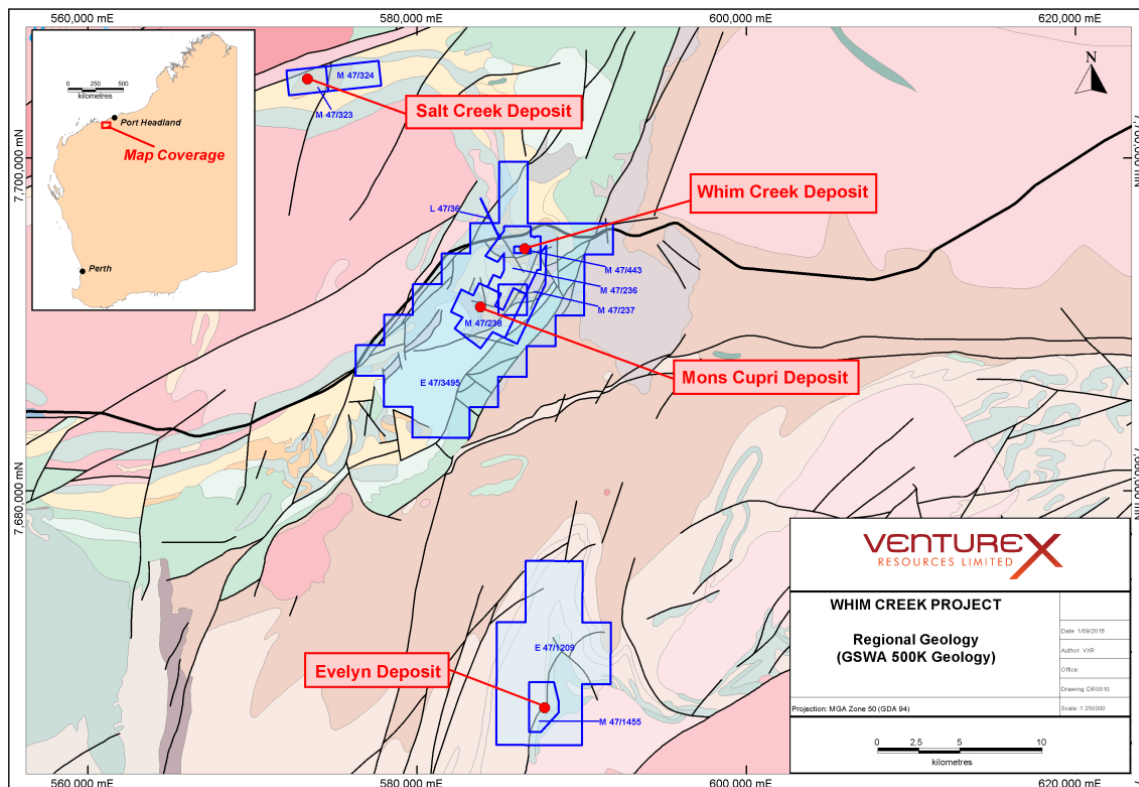 560,000 mE
580,000 mE
600,000 mE
620,000 mE
0 250 500
kilometres
Port Headland
Map Coverage
Perth
M 47/324
M 47/323
Salt Creek Deposit
N
7,700,000 mN
Whim Creek Deposit
L 47/36
M 47/443
M 47/236
M 47/237
M 47/238
Mons Cupri Deposit
E 47/3495
7,680,000 mN
E 47/1209
Evelyn Deposit
M 47/1455
VENTUREX
RESOURCES LIMITED
WHIM CREEK PROJECT
Regional Geology
(GSWA 500K Geology)
Date: 1/09/2016
Author: VXR
Office:
Drawing: DR0010
Scale: 1:250000
Projection: MGA Zone 50 (GDA 94)
0 2.5 5 10
kilometres
560,000 mE
580,000 mE
600,000 mE
620,000 mE